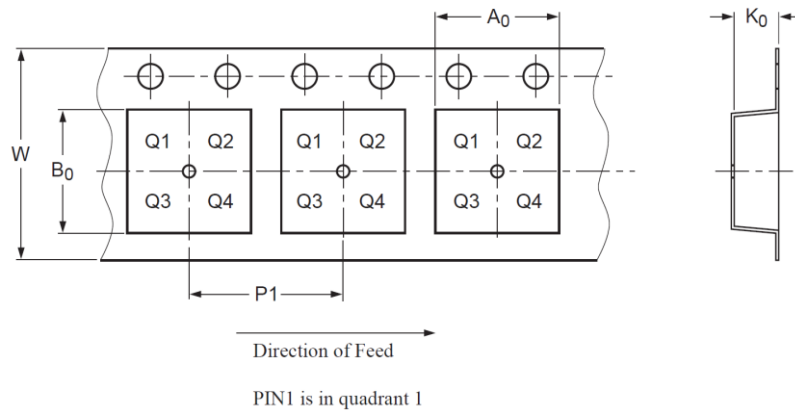 A0
K0
W
B0
Q1 Q2
Q3 Q4
Q1 Q2
Q3 Q4
Q1 Q2
Q3 Q4
P1
Direction of Feed
PIN1 is in quadrant 1